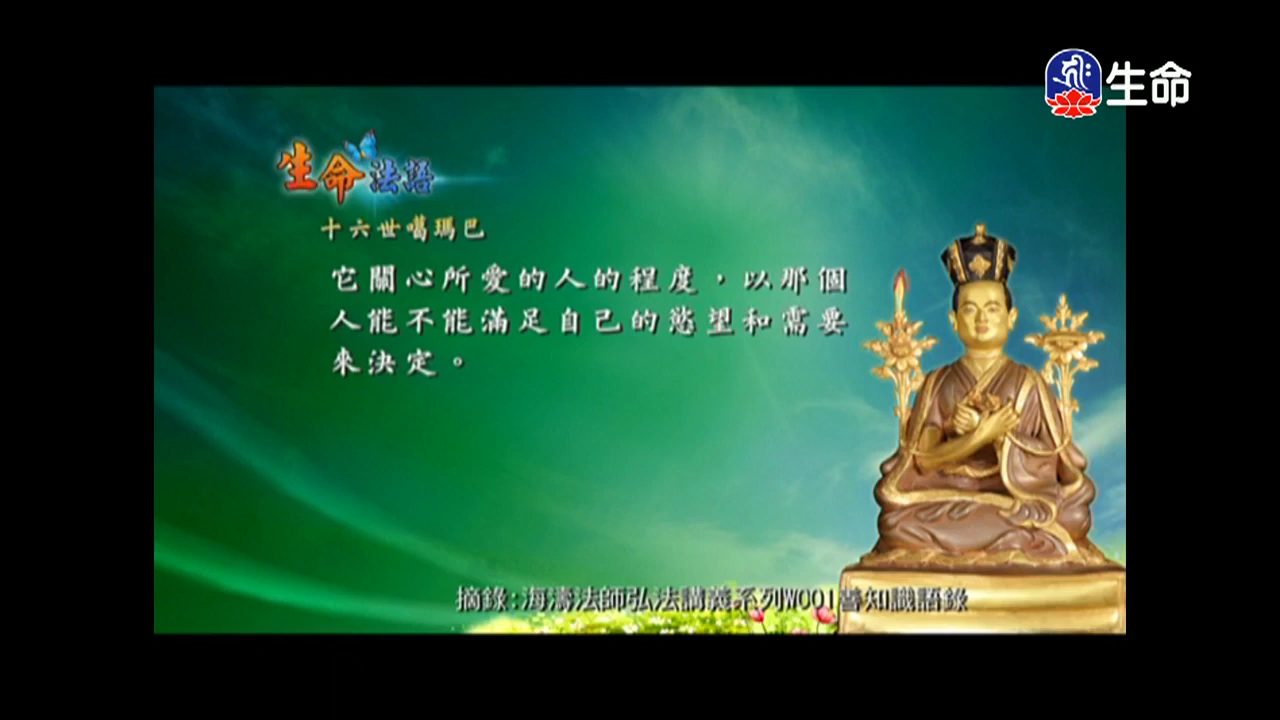 生命
生命法語
十六世噶瑪巴
它關心所愛的人的程度，以那個
人能不能滿足自己的慾望和需要
來決定。
摘錄:海濤法師弘法講義系列W001善知識語錄